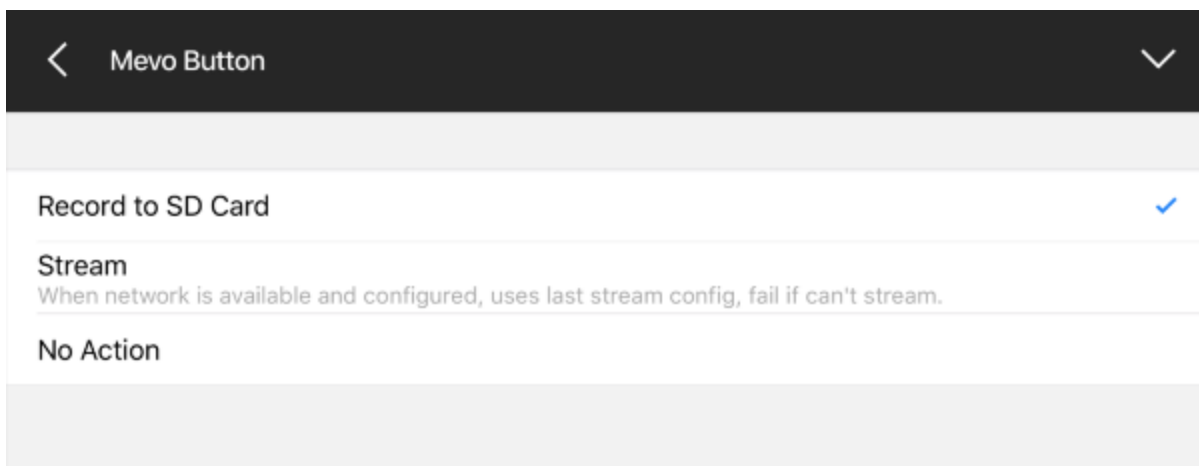 Mevo Button
Record to SD Card
Stream
When network is available and configured, uses last stream config, fail if can't stream.
No Action